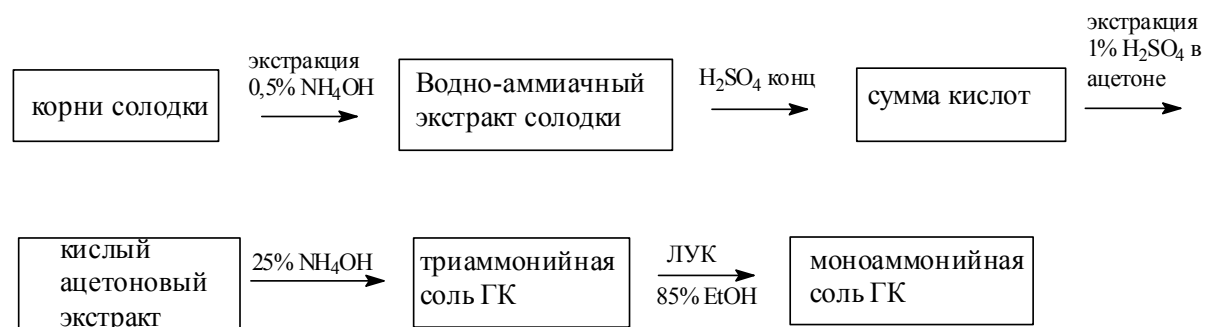 корни солодки
экстракция
0,5% NH₄OH
Водно-аммиачный
экстракт солодки
H₂SO₄ конц
сумма кислот
экстракция
1% H₂SO₄ в
ацетоне
кислый
ацетоновый
экстракт
25% NH₄OH
триаммонийная
соль ГК
ЛУК
85% EtOH
моноаммонийная
соль ГК